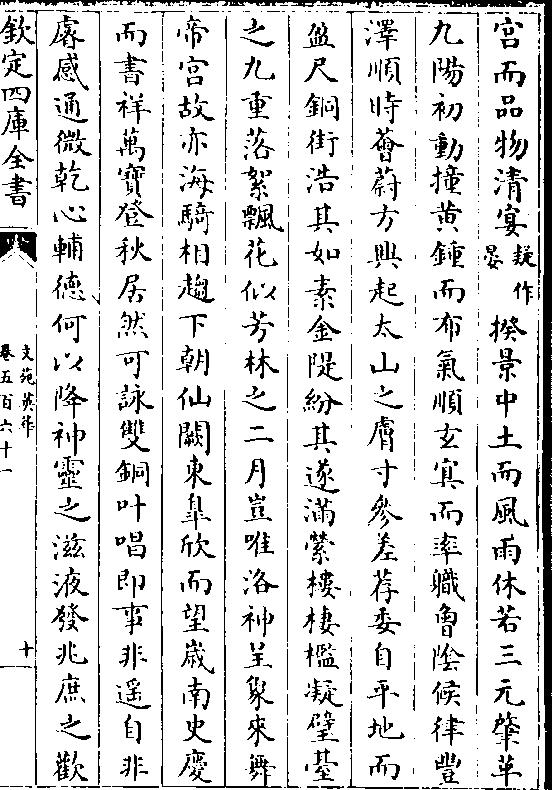 宫而品物清宴疑作晏揆景中土而風雨休若三元肇革
九陽初動撞黄鍾而布氣順玄冥而率職魯陰候律豐
澤順時薈蔚方興起太山之膚寸參差荐委自平地而
盈尺銅街浩其如素金隄紛其遂滿縈樓棲檻凝璧臺
之九重落絮飄花似芳林之二月豈唯洛神呈象來舞
帝宫故亦海騎相趨下朝仙闕東臯欣而望歲南史慶
而書祥萬寶登秋居然可詠雙銅叶唱即事非遥自非
䖏感通微乾心輔德何以降神靈之滋液發兆庶之歡
欽定四庫全書
文苑英華
卷五百六十一
十